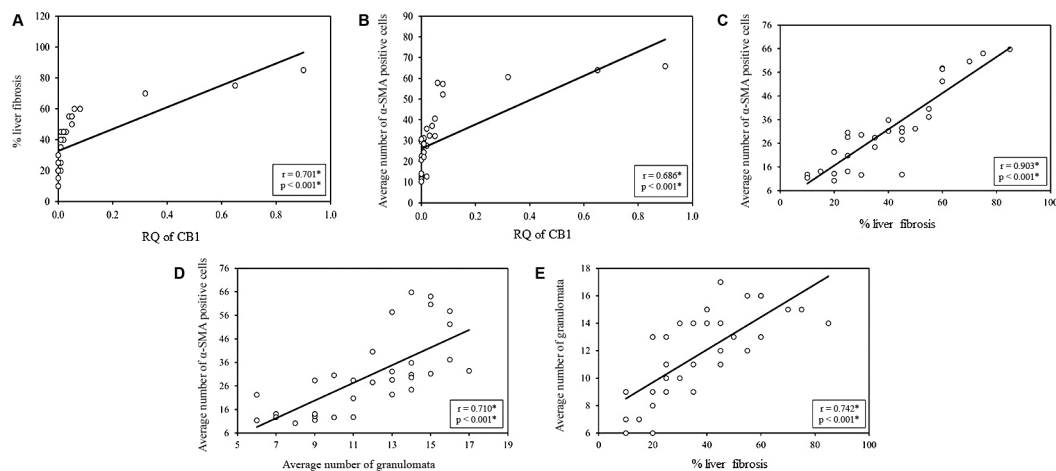 A
% liver fibrosis
120
100
80
60
40
20
0
0.0 0.2 0.4 0.6 0.8 1.0
RQ of CB1
r = 0.701*
p < 0.001*
B
Average number of α-SMA positive cells
90
80
70
60
50
40
30
20
10
0
0.0 0.2 0.4 0.6 0.8 1.0
RQ of CB1
r = 0.686*
p < 0.001*
C
Average number of α-SMA positive cells
76
66
56
46
36
26
16
6
0 20 40 60 80 100
% liver fibrosis
r = 0.903*
p < 0.001*
D
Average number of α-SMA positive cells
76
66
56
46
36
26
16
6
5 7 9 11 13 15 17 19
Average number of granulomata
r = 0.710*
p < 0.001*
E
Average number of granulomata
18
16
14
12
10
8
6
0 20 40 60 80 100
% liver fibrosis
r = 0.742*
p < 0.001*